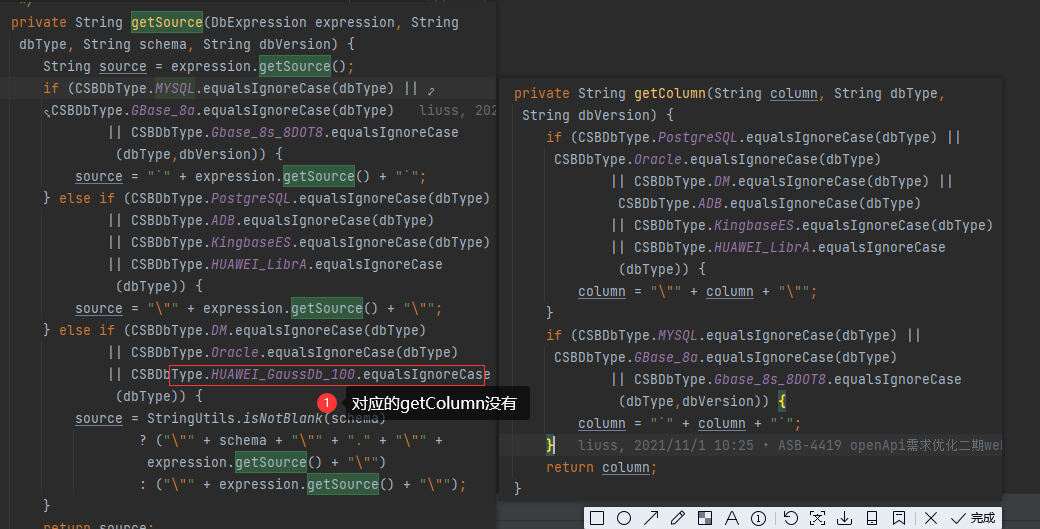 private String getSource(DbExpression expression, String
dbType, String schema, String dbVersion) {
String source = expression.getSource();
if (CSBDbType.MYSQL.equalsIgnoreCase(dbType) ||
CSBDbType.GBase_8a.equalsIgnoreCase(dbType) liuss, 202
|| CSBDbType.Gbase_8s_8DOT8.equalsIgnoreCase
(dbType,dbVersion)) {
source = "`" + expression.getSource() + "`";
} else if (CSBDbType.PostgreSQL.equalsIgnoreCase(dbType)
|| CSBDbType.ADB.equalsIgnoreCase(dbType)
|| CSBDbType.KingbaseES.equalsIgnoreCase(dbType)
|| CSBDbType.HUAWEI_LibrA.equalsIgnoreCase
(dbType)) {
source = "\"" + expression.getSource() + "\"";
} else if (CSBDbType.DM.equalsIgnoreCase(dbType)
|| CSBDbType.Oracle.equalsIgnoreCase(dbType)
|| CSBDbType.HUAWEI_GaussDb_100.equalsIgnoreCase
(dbType)) {
1 对应的getColumn没有
source = StringUtils.isNotBlank(schema)
? ("\"" + schema + "\"" + "." + "\"" +
expression.getSource() + "\"")
: ("\"" + expression.getSource() + "\"");
}
return source;
private String getColumn(String column, String dbType,
String dbVersion) {
if (CSBDbType.PostgreSQL.equalsIgnoreCase(dbType) ||
CSBDbType.Oracle.equalsIgnoreCase(dbType)
|| CSBDbType.DM.equalsIgnoreCase(dbType) ||
CSBDbType.ADB.equalsIgnoreCase(dbType)
|| CSBDbType.KingbaseES.equalsIgnoreCase(dbType)
|| CSBDbType.HUAWEI_LibrA.equalsIgnoreCase
(dbType)) {
column = "\"" + column + "\"";
}
if (CSBDbType.MYSQL.equalsIgnoreCase(dbType) ||
CSBDbType.GBase_8a.equalsIgnoreCase(dbType)
|| CSBDbType.Gbase_8s_8DOT8.equalsIgnoreCase
(dbType,dbVersion)) {
column = "`" + column + "`";
} liuss, 2021/11/1 10:25 · ASB-4419 openApi需求优化二期we
return column;
}
完成